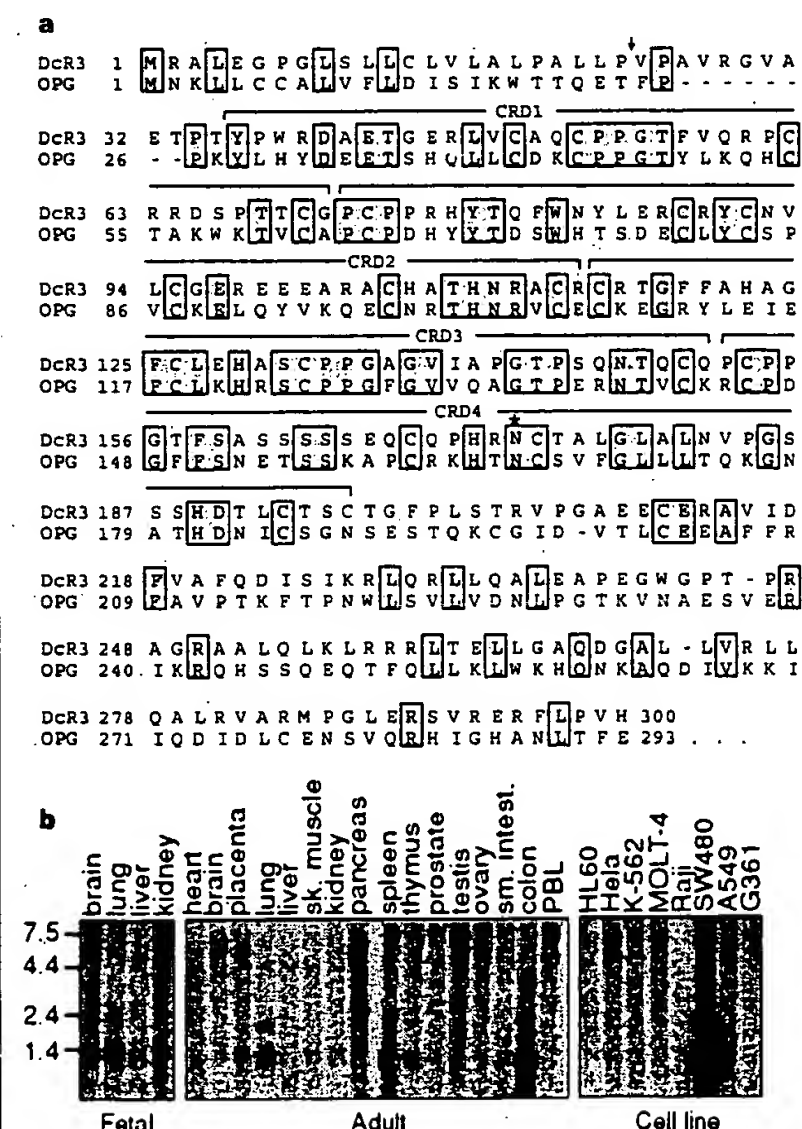 a
DcR3 1 M R A L E G P G L S L L C L V L A L P A L L P V P A V R G V A
OPG 1 M N K L L C C A L V F L D I S I K W T T Q E T F P - - - - - -
CRD1
DcR3 32 E T P T Y P W R D A E T G E R L V C A Q C P P G T F V Q R P C
OPG 26 - - P K Y L H Y D E E T S H Q L L C D K C P P G T Y L K Q H C
DcR3 63 R R D S P T T C G P C P P R H Y T Q F W N Y L E R C R Y C N V
OPG 55 T A K W K T V C A P C P D H Y Y T D S W H T S D E C L Y C S P
CRD2
DcR3 94 L C G E R E E E A R A C H A T H N R A C R C R T G F F A H A G
OPG 86 V C K E L Q Y V K Q E C N R T H N R V C E C K E G R Y L E I E
CRD3
DcR3 125 F C L E H A S C P P G A G V I A P G T P S Q N T Q C Q P C P P
OPG 117 F C L K H R S C P P G F G V V Q A G T P E R N T V C K R C P D
CRD4
DcR3 156 G T F S A S S S S S E Q C Q P H R N C T A L G L A L N V P G S
OPG 148 G F F S N E T S S K A P C R K H T N C S V F G L L L T Q K G N
DcR3 187 S S H D T L C T S C T G F P L S T R V P G A E E C E R A V I D
OPG 179 A T H D N I C S G N S E S T Q K C G I D - V T L C E E A F F R
DcR3 218 F V A F Q D I S I K R L Q R L L Q A L E A P E G W G P T - P R
OPG 209 F A V P T K F T P N W L S V L V D N L P G T K V N A E S V E R
DcR3 248 A G R A A L Q L K L R R R L T E L L G A Q D G A L - L V R L L
OPG 240 I K R Q H S S Q E Q T F Q L L K L W K H Q N K A Q D I V K K I
DcR3 278 Q A L R V A R M P G L E R S V R E R F L P V H 300
OPG 271 I Q D I D L C E N S V Q R H I G H A N L T F E 293 . . .
b
brain lung liver kidney heart brain placenta lung liver sk. muscle kidney pancreas spleen thymus prostate testis ovary sm. intest. colon PBL HL60 Hela K-562 MOLT-4 Raji SW480 A549 G361
7.5
4.4
2.4
1.4
Fetal Adult Cell line